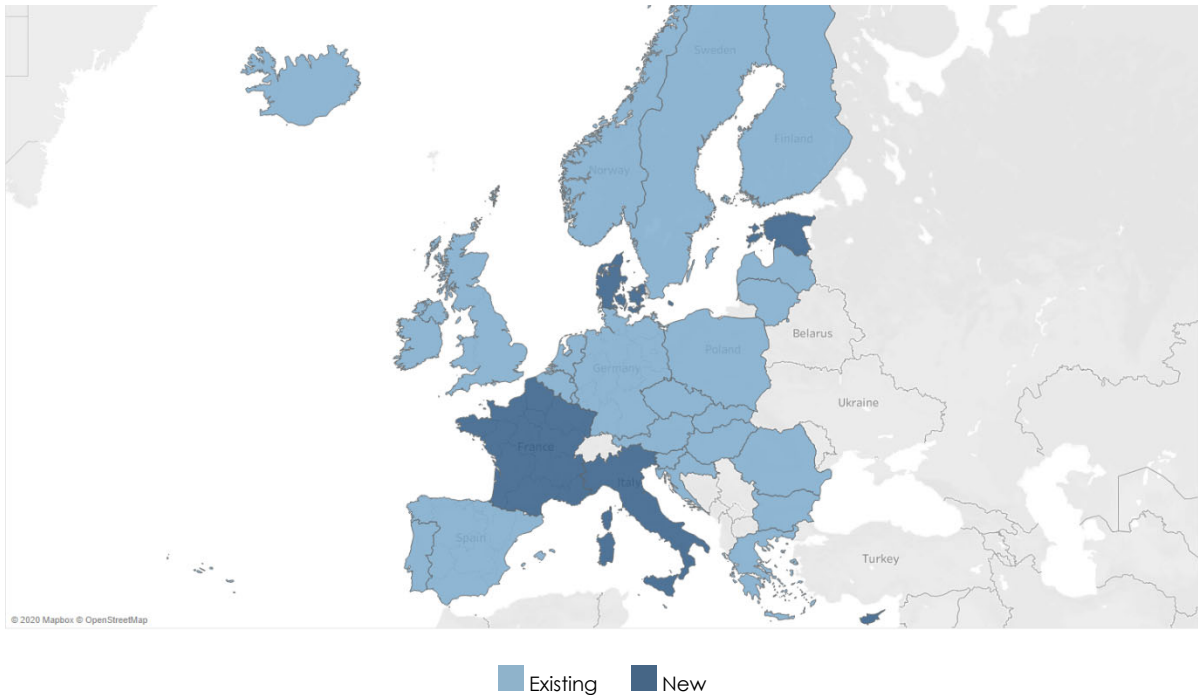 Sweden
Finland
Norway
Belarus
Poland
Germany
Ukraine
France
Italy
Spain
Turkey
© 2020 Mapbox © OpenStreetMap
Existing New